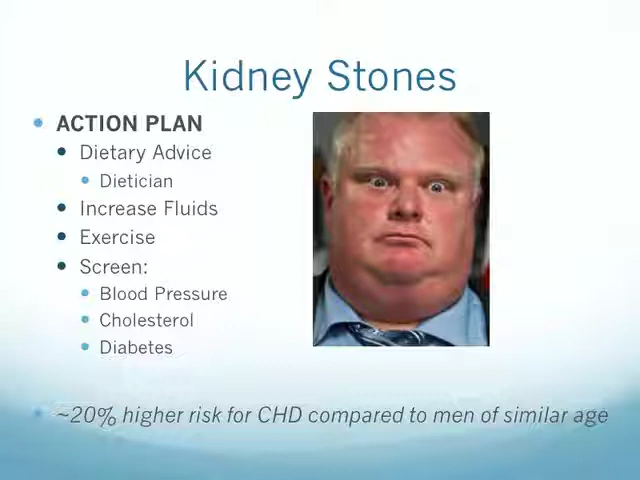 Kidney Stones
ACTION PLAN
Dietary Advice
Dietician
Increase Fluids
Exercise
Screen:
Blood Pressure
Cholesterol
Diabetes
~20% higher risk for CHD compared to men of similar age